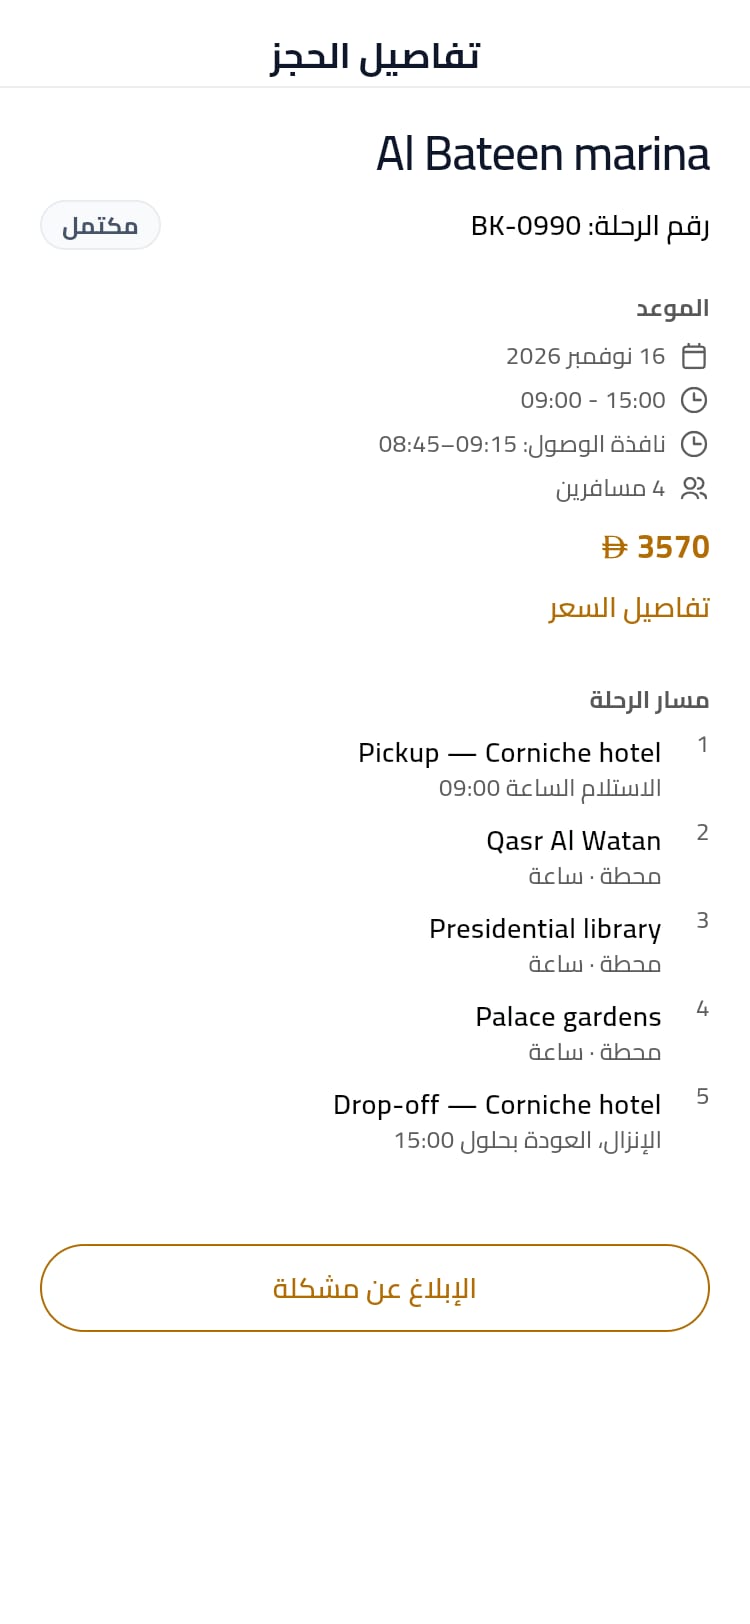 تفاصيل الحجز
Al Bateen marina
رقم الرحلة: BK-0990
مكتمل
الموعد
16 نوفمبر 2026
09:00 - 15:00
نافذة الوصول: 08:45–09:15
4 مسافرين
3570 
تفاصيل السعر
مسار الرحلة
1
Pickup — Corniche hotel
الاستلام الساعة 09:00
2
Qasr Al Watan
محطة · ساعة
3
Presidential library
محطة · ساعة
4
Palace gardens
محطة · ساعة
5
Drop-off — Corniche hotel
الإنزال، العودة بحلول 15:00
الإبلاغ عن مشكلة